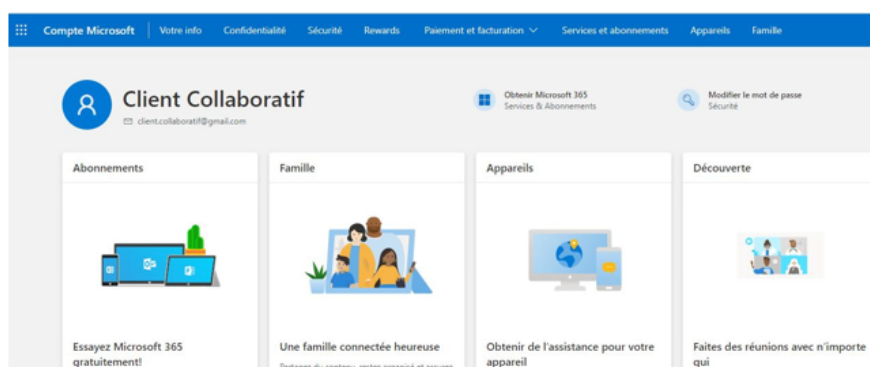 Compte Microsoft Votre info Confidentialité Sécurité Rewards Paiement et facturation Services et abonnements Appareils Famille
Client Collaboratif
client.collaboratif@gmail.com
Obtenir Microsoft 365
Services & Abonnements
Modifier le mot de passe
Sécurité
Abonnements
Essayez Microsoft 365
gratuitement!
Famille
Une famille connectée heureuse
Appareils
Obtenir de l'assistance pour votre
appareil
Découverte
Faites des réunions avec n'importe
qui